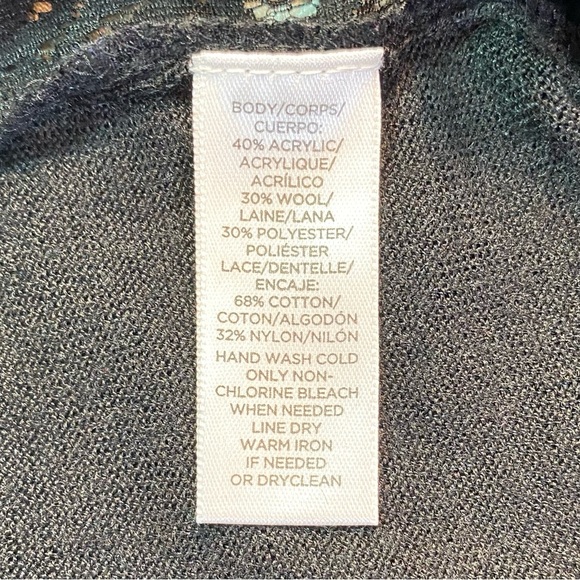 BODY/CORPS/
CUERPO:
40% ACRYLIC/
ACRYLIQUE/
ACRÍLICO
30% WOOL/
LAINE/LANA
30% POLYESTER/
POLIÉSTER
LACE/DENTELLE/
ENCAJE:
68% COTTON/
COTON/ALGODÓN
32% NYLON/NILÓN
HAND WASH COLD
ONLY NON-
CHLORINE BLEACH
WHEN NEEDED
LINE DRY
WARM IRON
IF NEEDED
OR DRYCLEAN